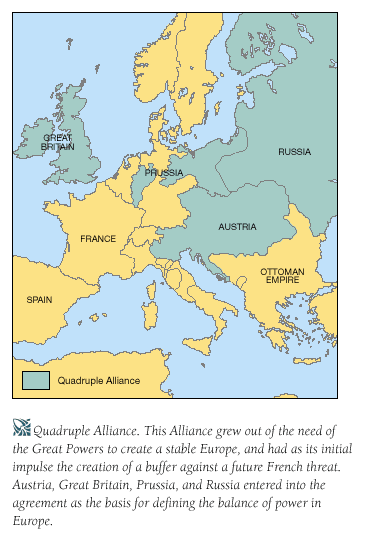 GREAT
BRITAIN
PRUSSIA
RUSSIA
FRANCE
AUSTRIA
SPAIN
OTTOMAN
EMPIRE
Quadruple Alliance
Quadruple Alliance. This Alliance grew out of the need of
the Great Powers to create a stable Europe, and had as its initial
impulse the creation of a buffer against a future French threat.
Austria, Great Britain, Prussia, and Russia entered into the
agreement as the basis for defining the balance of power in
Europe.